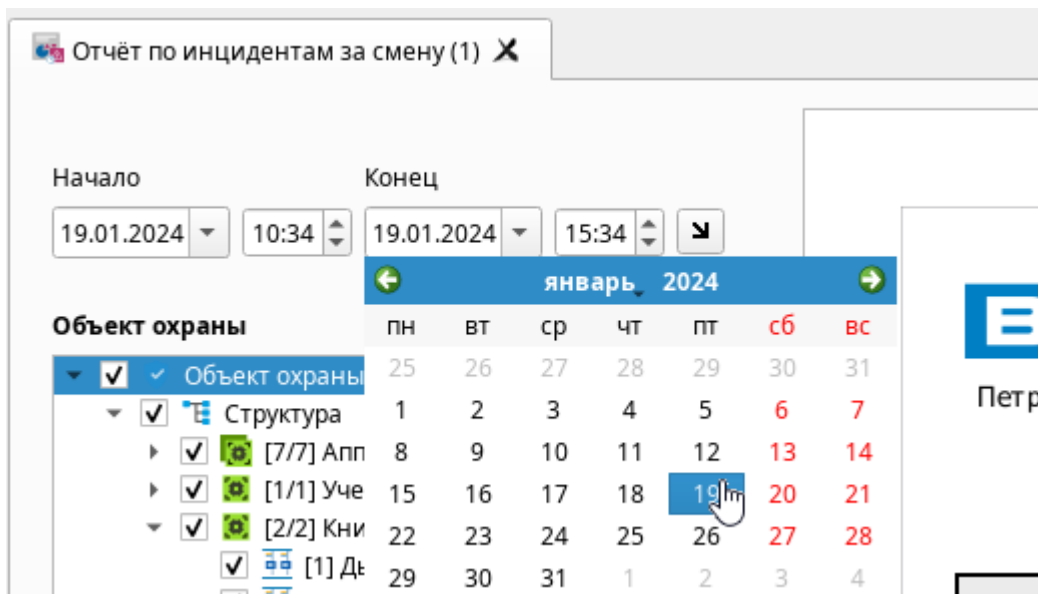 Отчёт по инцидентам за смену (1)
Начало Конец
19.01.2024 10:34 19.01.2024 15:34
январь 2024
пн вт ср чт пт сб вс
25 26 27 28 29 30 31
1 2 3 4 5 6 7
8 9 10 11 12 13 14
15 16 17 18 19 20 21
22 23 24 25 26 27 28
29 30 31 1 2 3 4
Объект охраны
Объект охраны
Структура
[7/7] Апп
[1/1] Уче
[2/2] Кни
[1] Дь
Петр